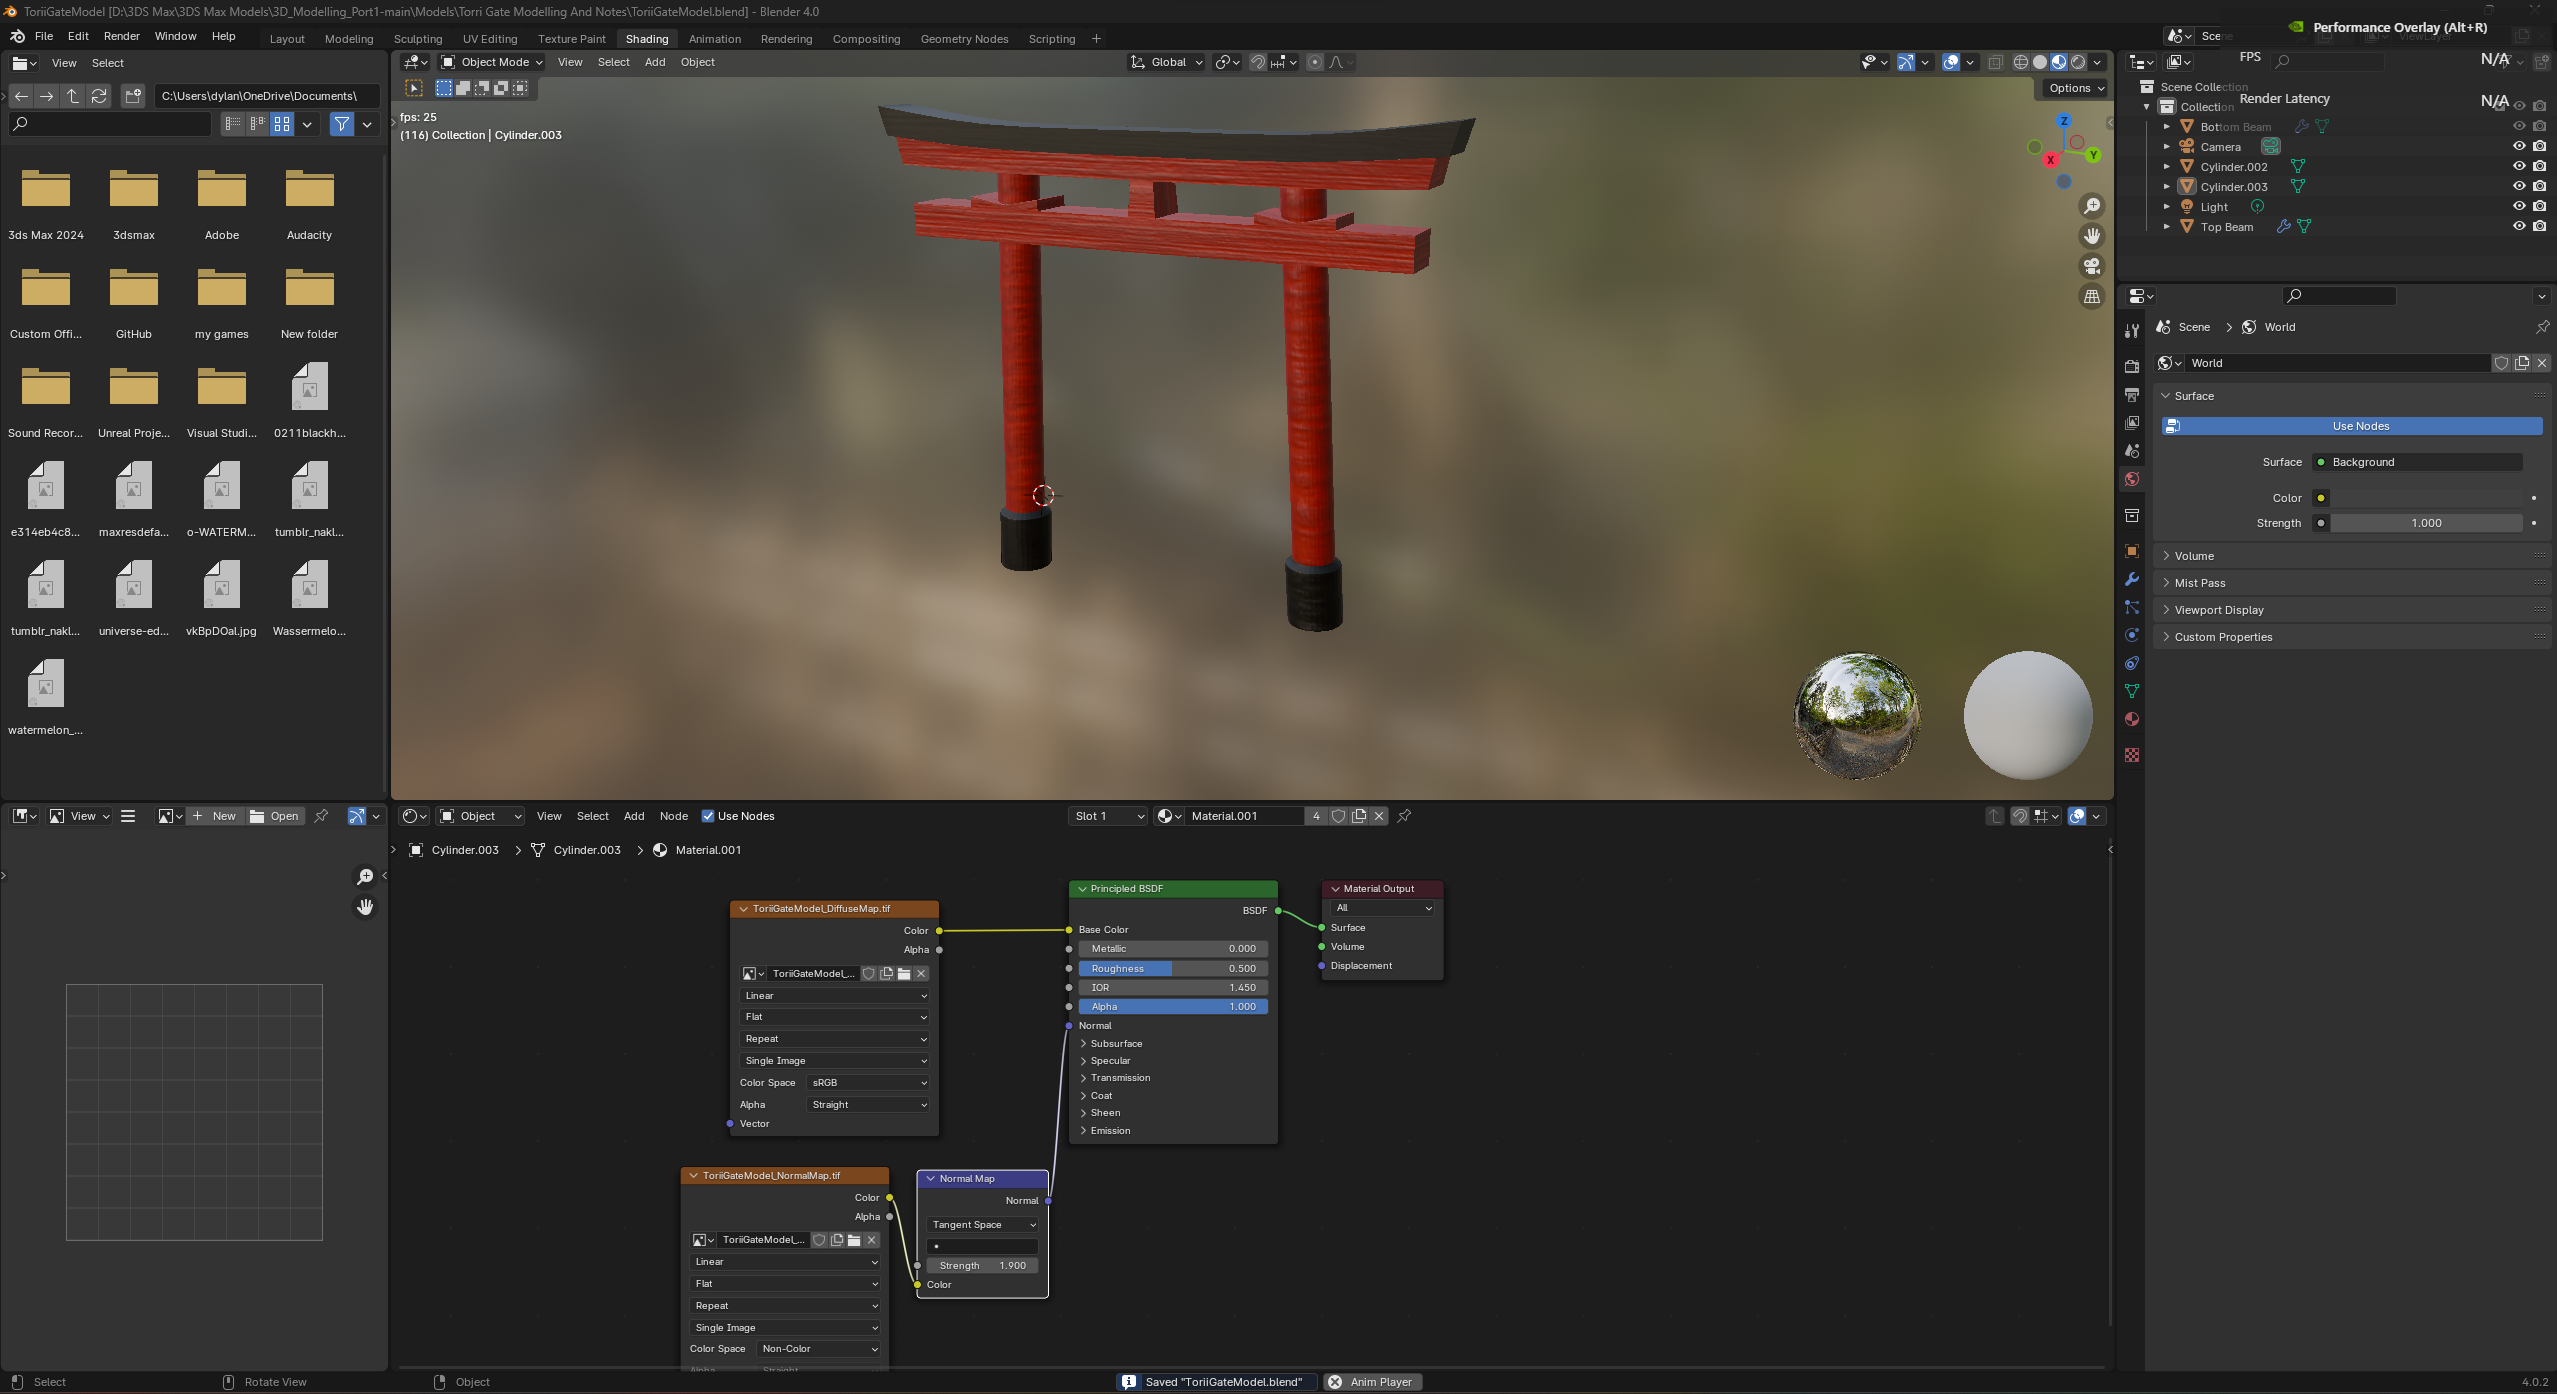 ToriiGateModel [D:\3DS Max\3DS Max Models\3D_Modelling_Port1-main\Models\Torri Gate Modelling And Notes\ToriiGateModel.blend] - Blender 4.0
File Edit Render Window Help
Layout Modeling Sculpting UV Editing Texture Paint Shading Animation Rendering Compositing Geometry Nodes Scripting +
Scene
Performance Overlay (Alt+R)
FPS N/A
Render Latency N/A
View Select
C:\Users\dylan\OneDrive\Documents\
3ds Max 2024 3dsmax Adobe Audacity
Custom Offi... GitHub my games New folder
Sound Recor... Unreal Proje... Visual Studi... 0211blackh...
e314eb4c8... maxresdefa... o-WATERM... tumblr_nakl...
tumblr_nakl... universe-ed... vkBpDOal.jpg Wassermelo...
watermelon_...
Object Mode View Select Add Object
Global
Options
fps: 25
(116) Collection | Cylinder.003
Z
X
Y
Scene Collection
Collection
Bottom Beam
Camera
Cylinder.002
Cylinder.003
Light
Top Beam
Scene > World
World
Surface
Use Nodes
Surface Background
Color
Strength 1.000
Volume
Mist Pass
Viewport Display
Custom Properties
View New Open
Object View Select Add Node Use Nodes
Slot 1 Material.001 4
Cylinder.003 > Cylinder.003 > Material.001
ToriiGateModel_DiffuseMap.tif
Color
Alpha
ToriiGateModel_...
Linear
Flat
Repeat
Single Image
Color Space sRGB
Alpha Straight
Vector
Principled BSDF
BSDF
Base Color
Metallic 0.000
Roughness 0.500
IOR 1.450
Alpha 1.000
Normal
Subsurface
Specular
Transmission
Coat
Sheen
Emission
Material Output
All
Surface
Volume
Displacement
ToriiGateModel_NormalMap.tif
Color
Alpha
ToriiGateModel_...
Linear
Flat
Repeat
Single Image
Color Space Non-Color
Alpha Straight
Normal Map
Normal
Tangent Space
Strength 1.900
Color
Select Rotate View Object
Saved "ToriiGateModel.blend" Anim Player
4.0.2